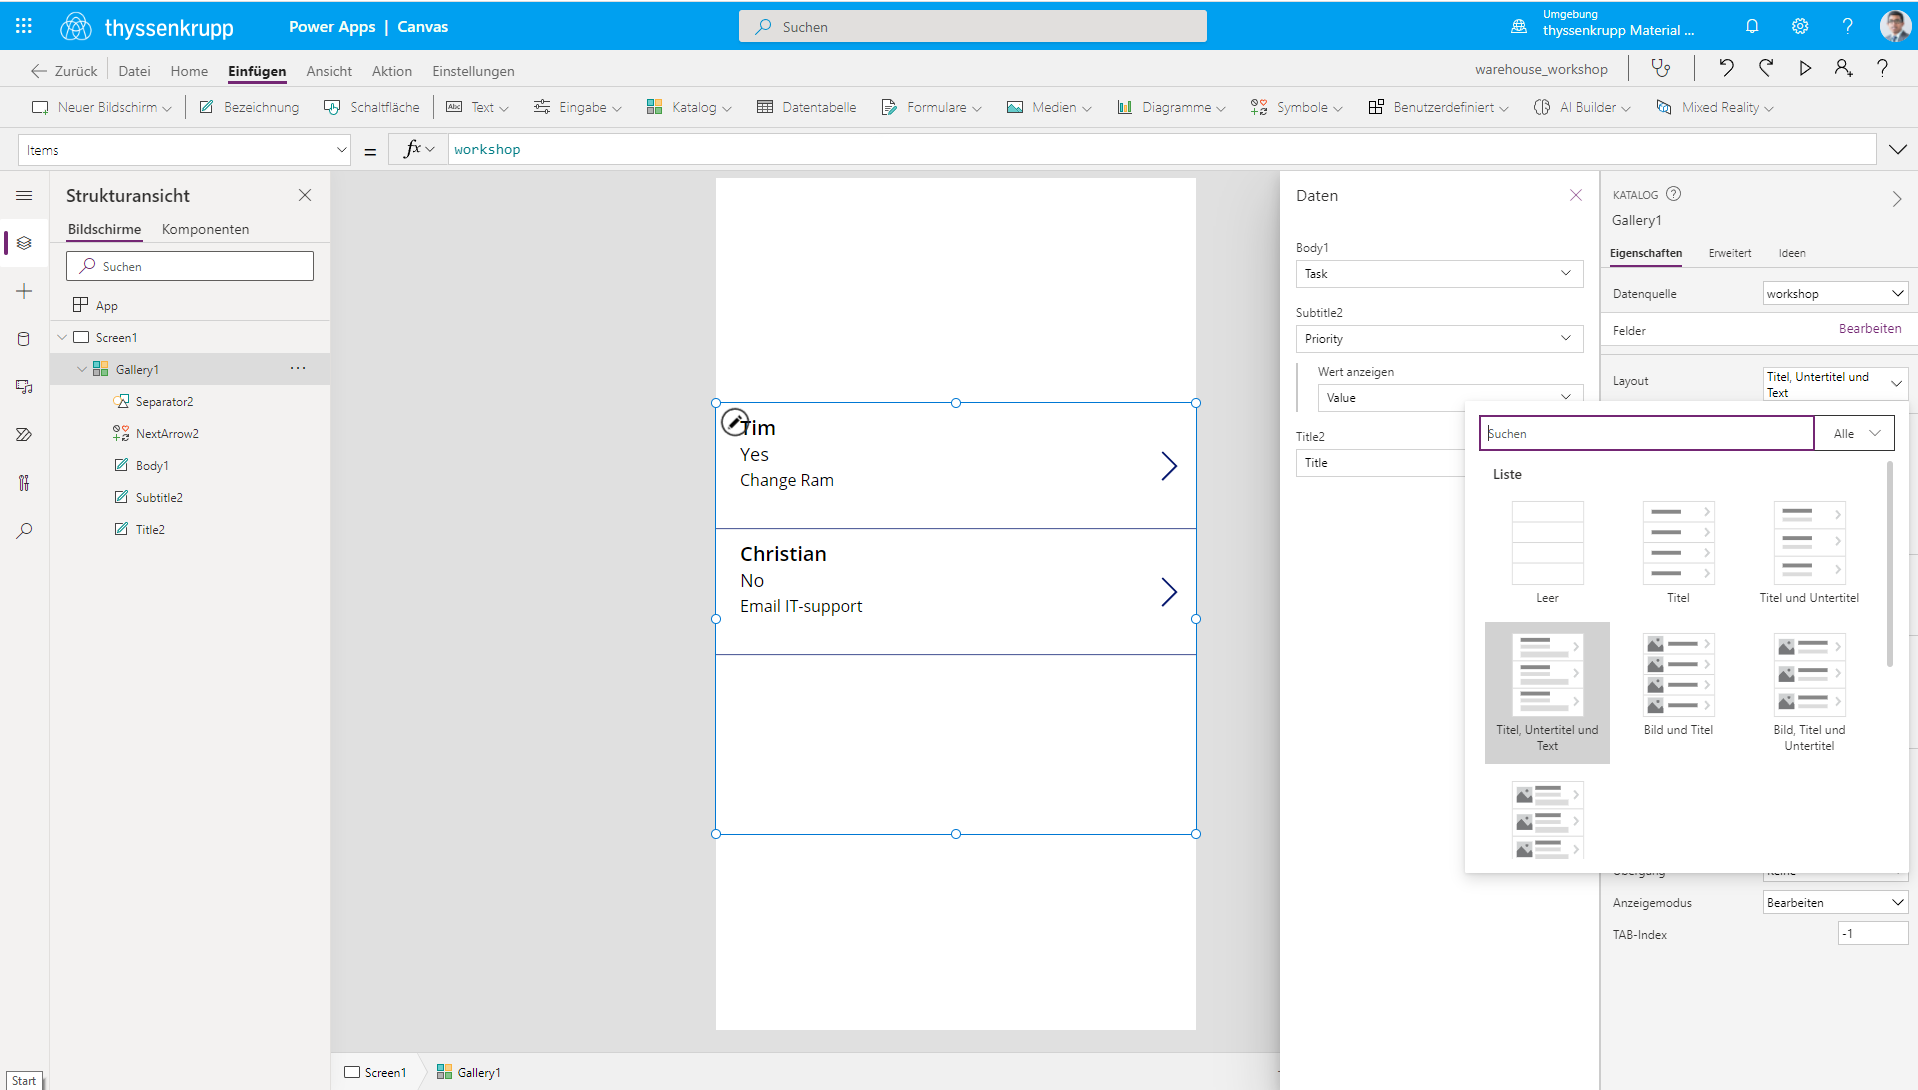 thyssenkrupp
Power Apps | Canvas
Suchen
Umgebung
thyssenkrupp Material ...
Zurück
Datei
Home
Einfügen
Ansicht
Aktion
Einstellungen
warehouse_workshop
Neuer Bildschirm
Bezeichnung
Schaltfläche
Text
Eingabe
Katalog
Datentabelle
Formulare
Medien
Diagramme
Symbole
Benutzerdefiniert
AI Builder
Mixed Reality
Items
=
fx
workshop
Strukturansicht
Bildschirme
Komponenten
Suchen
App
Screen1
Gallery1
Separator2
NextArrow2
Body1
Subtitle2
Title2
Tim
Yes
Change Ram
Christian
No
Email IT-support
Daten
Body1
Task
Subtitle2
Priority
Wert anzeigen
Value
Title2
Title
KATALOG
Gallery1
Eigenschaften
Erweitert
Ideen
Datenquelle
workshop
Felder
Bearbeiten
Layout
Titel, Untertitel und
Text
Suchen
Alle
Liste
Leer
Titel
Titel und Untertitel
Titel, Untertitel und
Text
Bild und Titel
Bild, Titel und
Untertitel
Übergang
Keine
Anzeigemodus
Bearbeiten
TAB-Index
-1
Screen1
Gallery1
Start